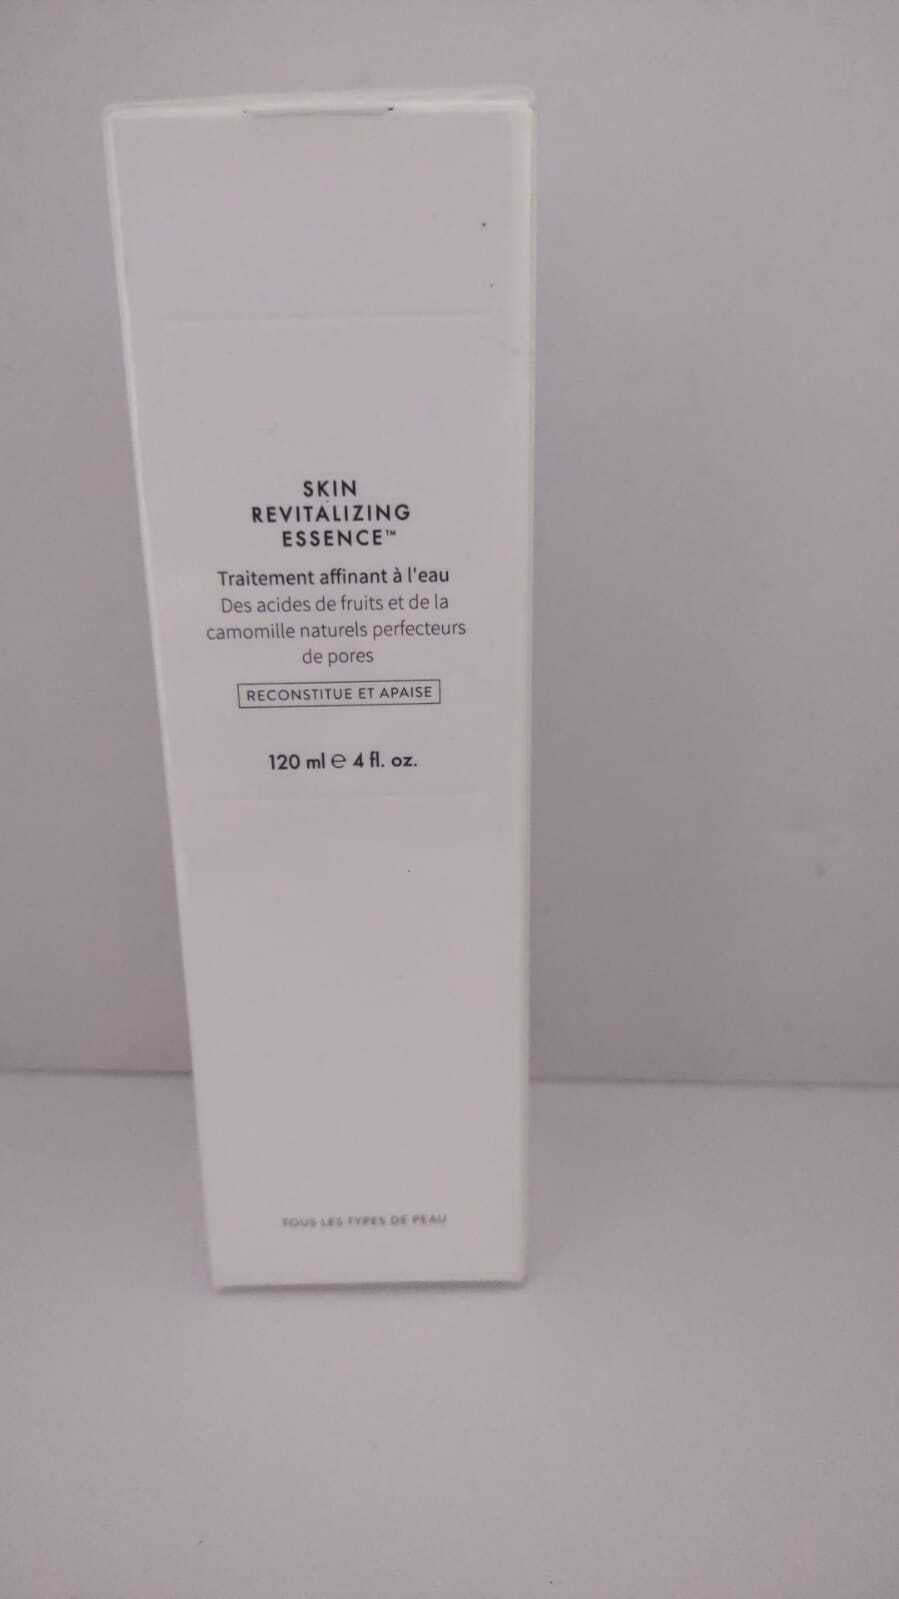 SKIN
REVITALIZING
ESSENCE™
Traitement affinant à l'eau
Des acides de fruits et de la
camomille naturels perfecteurs
de pores
RECONSTITUE ET APAISE
120 ml ℮ 4 fl. oz.
TOUS LES TYPES DE PEAU